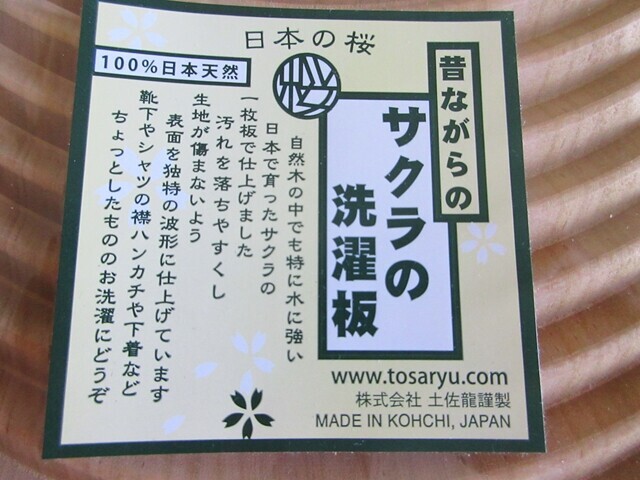 日本の桜
100%日本天然
桜
昔ながらの
サクラの
洗濯板
自然木の中でも特に水に強い
日本で育ったサクラの
一枚板で仕上げました
汚れを落ちやすくし
生地が傷まないよう
表面を独特の波形に仕上げています
靴下やシャツの襟ハンカチや下着など
ちょっとしたもののお洗濯にどうぞ
www.tosaryu.com
株式会社 土佐龍謹製
MADE IN KOHCHI, JAPAN